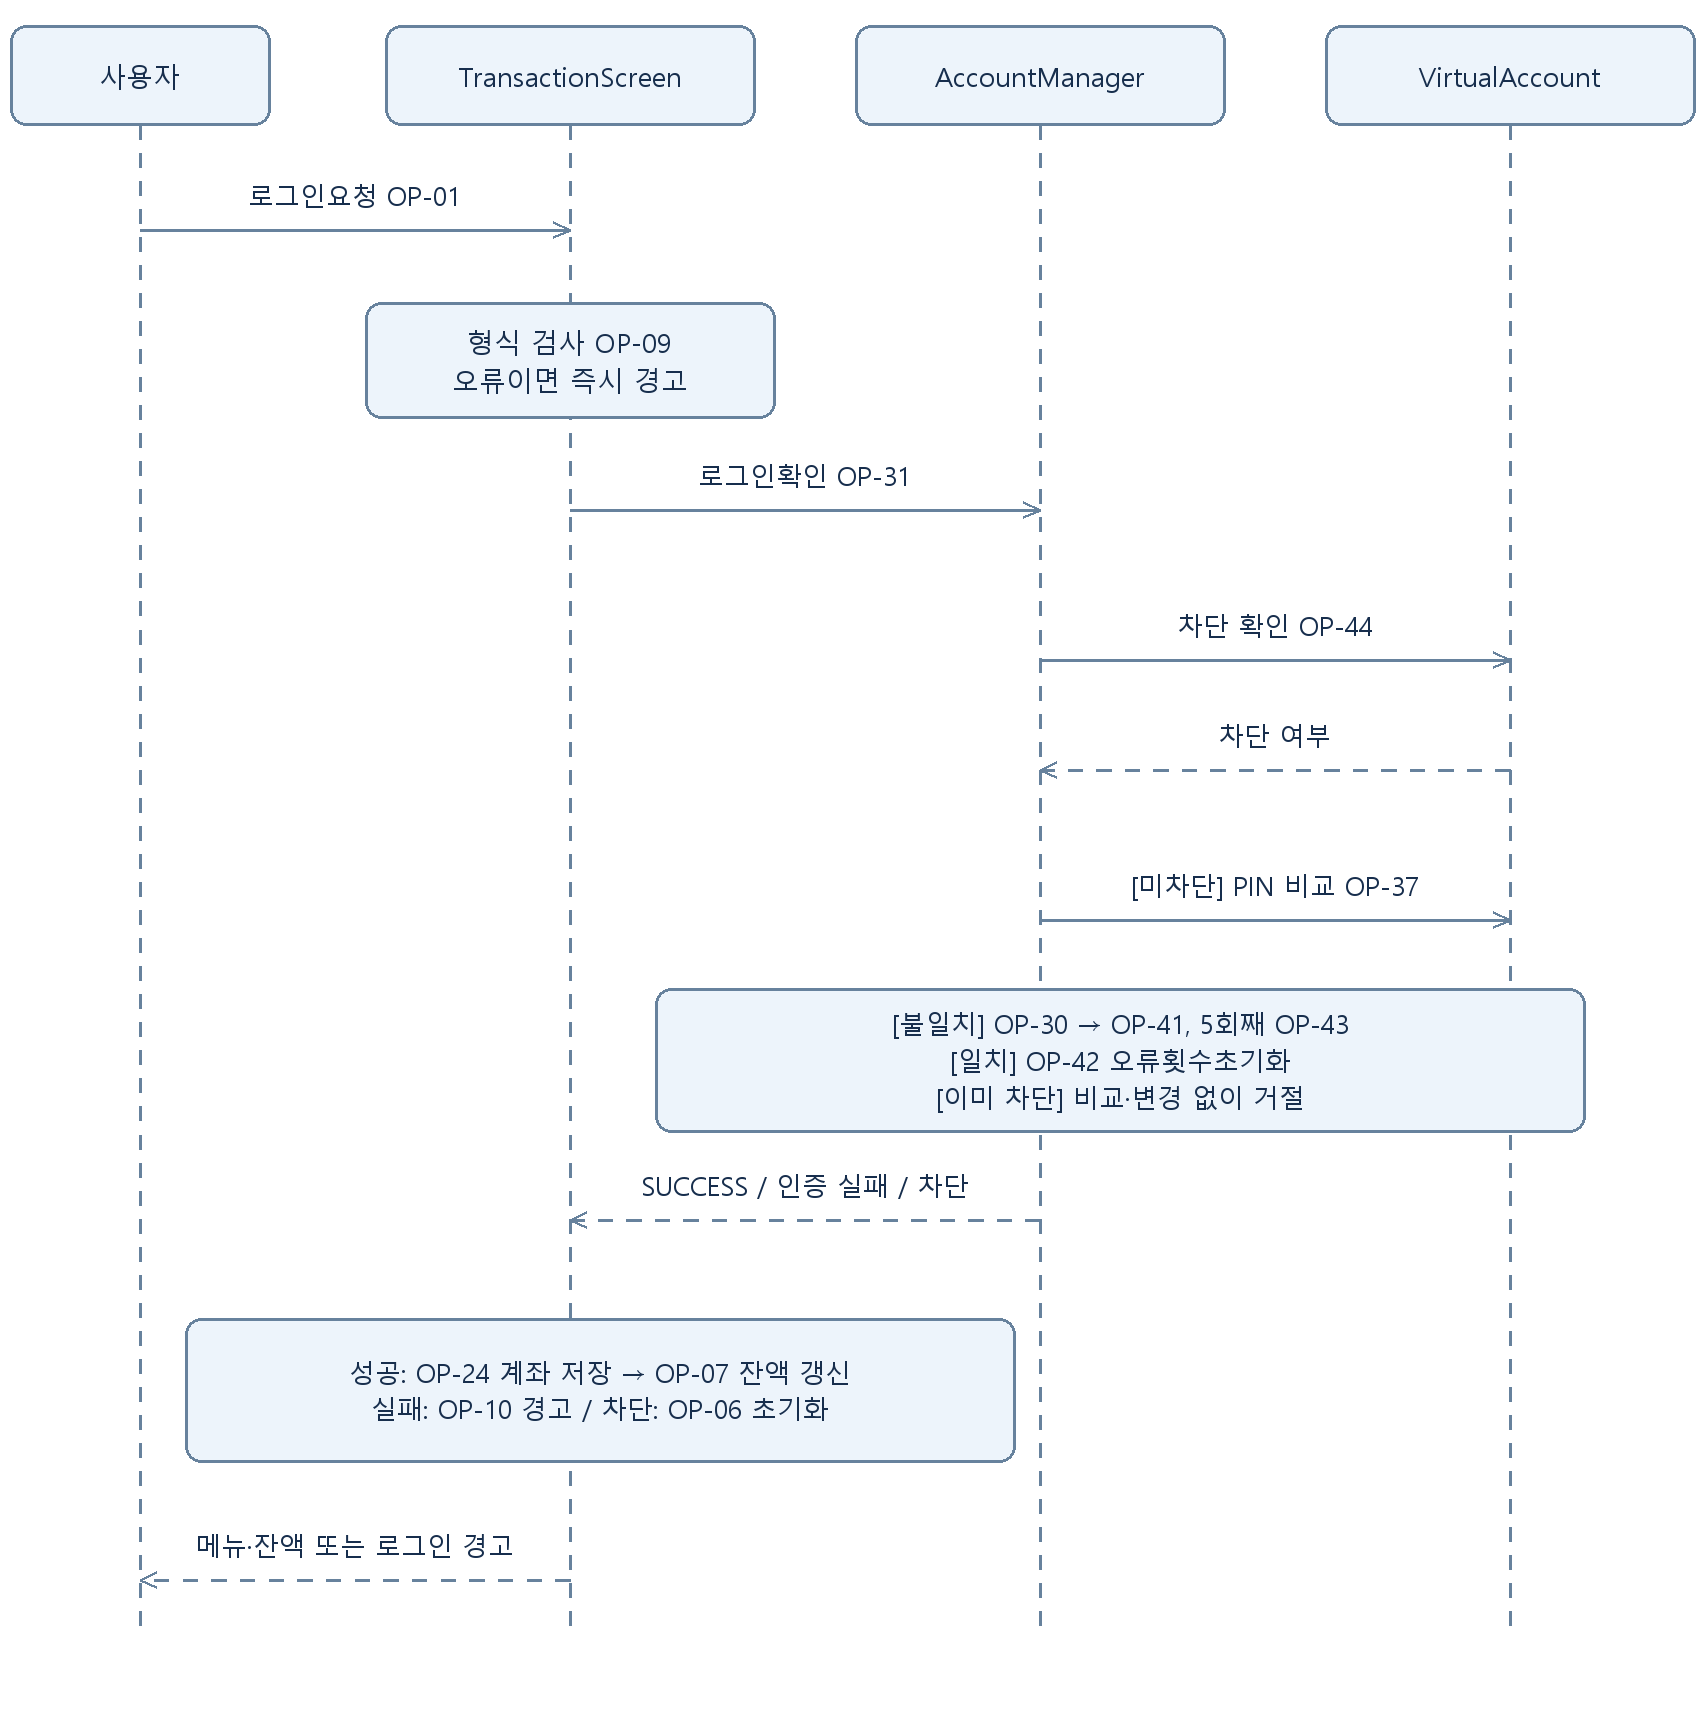 사용자
TransactionScreen
AccountManager
VirtualAccount
로그인요청 OP-01
형식 검사 OP-09
오류이면 즉시 경고
로그인확인 OP-31
차단 확인 OP-44
차단 여부
[미차단] PIN 비교 OP-37
[불일치] OP-30 → OP-41, 5회째 OP-43
[일치] OP-42 오류횟수초기화
[이미 차단] 비교·변경 없이 거절
SUCCESS / 인증 실패 / 차단
성공: OP-24 계좌 저장 → OP-07 잔액 갱신
실패: OP-10 경고 / 차단: OP-06 초기화
메뉴·잔액 또는 로그인 경고